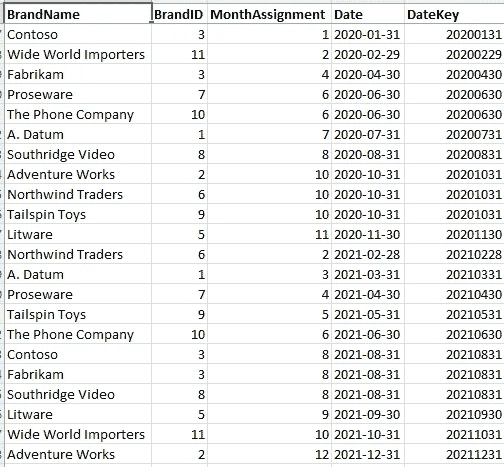 BrandName BrandID MonthAssignment Date DateKey
Contoso 3 1 2020-01-31 20200131
Wide World Importers 11 2 2020-02-29 20200229
Fabrikam 3 4 2020-04-30 20200430
Proseware 7 6 2020-06-30 20200630
The Phone Company 10 6 2020-06-30 20200630
A. Datum 1 7 2020-07-31 20200731
Southridge Video 8 8 2020-08-31 20200831
Adventure Works 2 10 2020-10-31 20201031
Northwind Traders 6 10 2020-10-31 20201031
Tailspin Toys 9 10 2020-10-31 20201031
Litware 5 11 2020-11-30 20201130
Northwind Traders 6 2 2021-02-28 20210228
A. Datum 1 3 2021-03-31 20210331
Proseware 7 4 2021-04-30 20210430
Tailspin Toys 9 5 2021-05-31 20210531
The Phone Company 10 6 2021-06-30 20210630
Contoso 3 8 2021-08-31 20210831
Fabrikam 3 8 2021-08-31 20210831
Southridge Video 8 8 2021-08-31 20210831
Litware 5 9 2021-09-30 20210930
Wide World Importers 11 10 2021-10-31 20211031
Adventure Works 2 12 2021-12-31 20211231